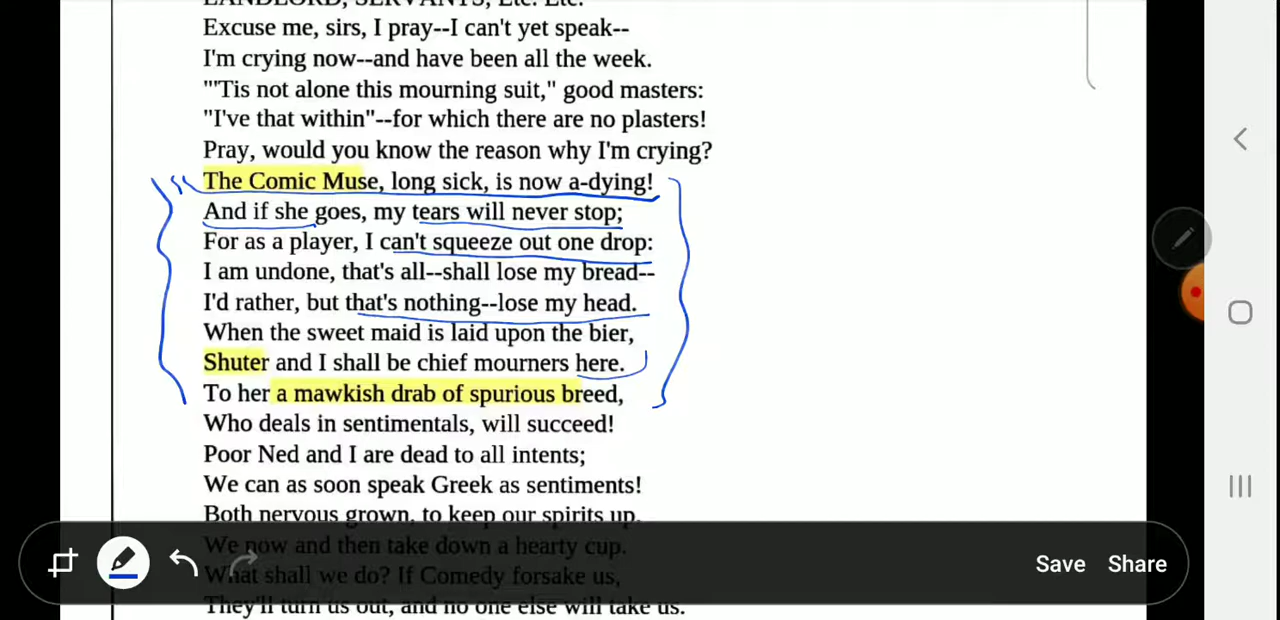 LANDLORD, SERVANTS, Etc. Etc.
Excuse me, sirs, I pray--I can't yet speak--
I'm crying now--and have been all the week.
"'Tis not alone this mourning suit," good masters:
"I've that within"--for which there are no plasters!
Pray, would you know the reason why I'm crying?
The Comic Muse, long sick, is now a-dying!
And if she goes, my tears will never stop;
For as a player, I can't squeeze out one drop:
I am undone, that's all--shall lose my bread--
I'd rather, but that's nothing--lose my head.
When the sweet maid is laid upon the bier,
Shuter and I shall be chief mourners here.
To her a mawkish drab of spurious breed,
Who deals in sentimentals, will succeed!
Poor Ned and I are dead to all intents;
We can as soon speak Greek as sentiments!
Both nervous grown, to keep our spirits up,
We now and then take down a hearty cup.
What shall we do? If Comedy forsake us,
They'll turn us out, and no one else will take us.
Save Share